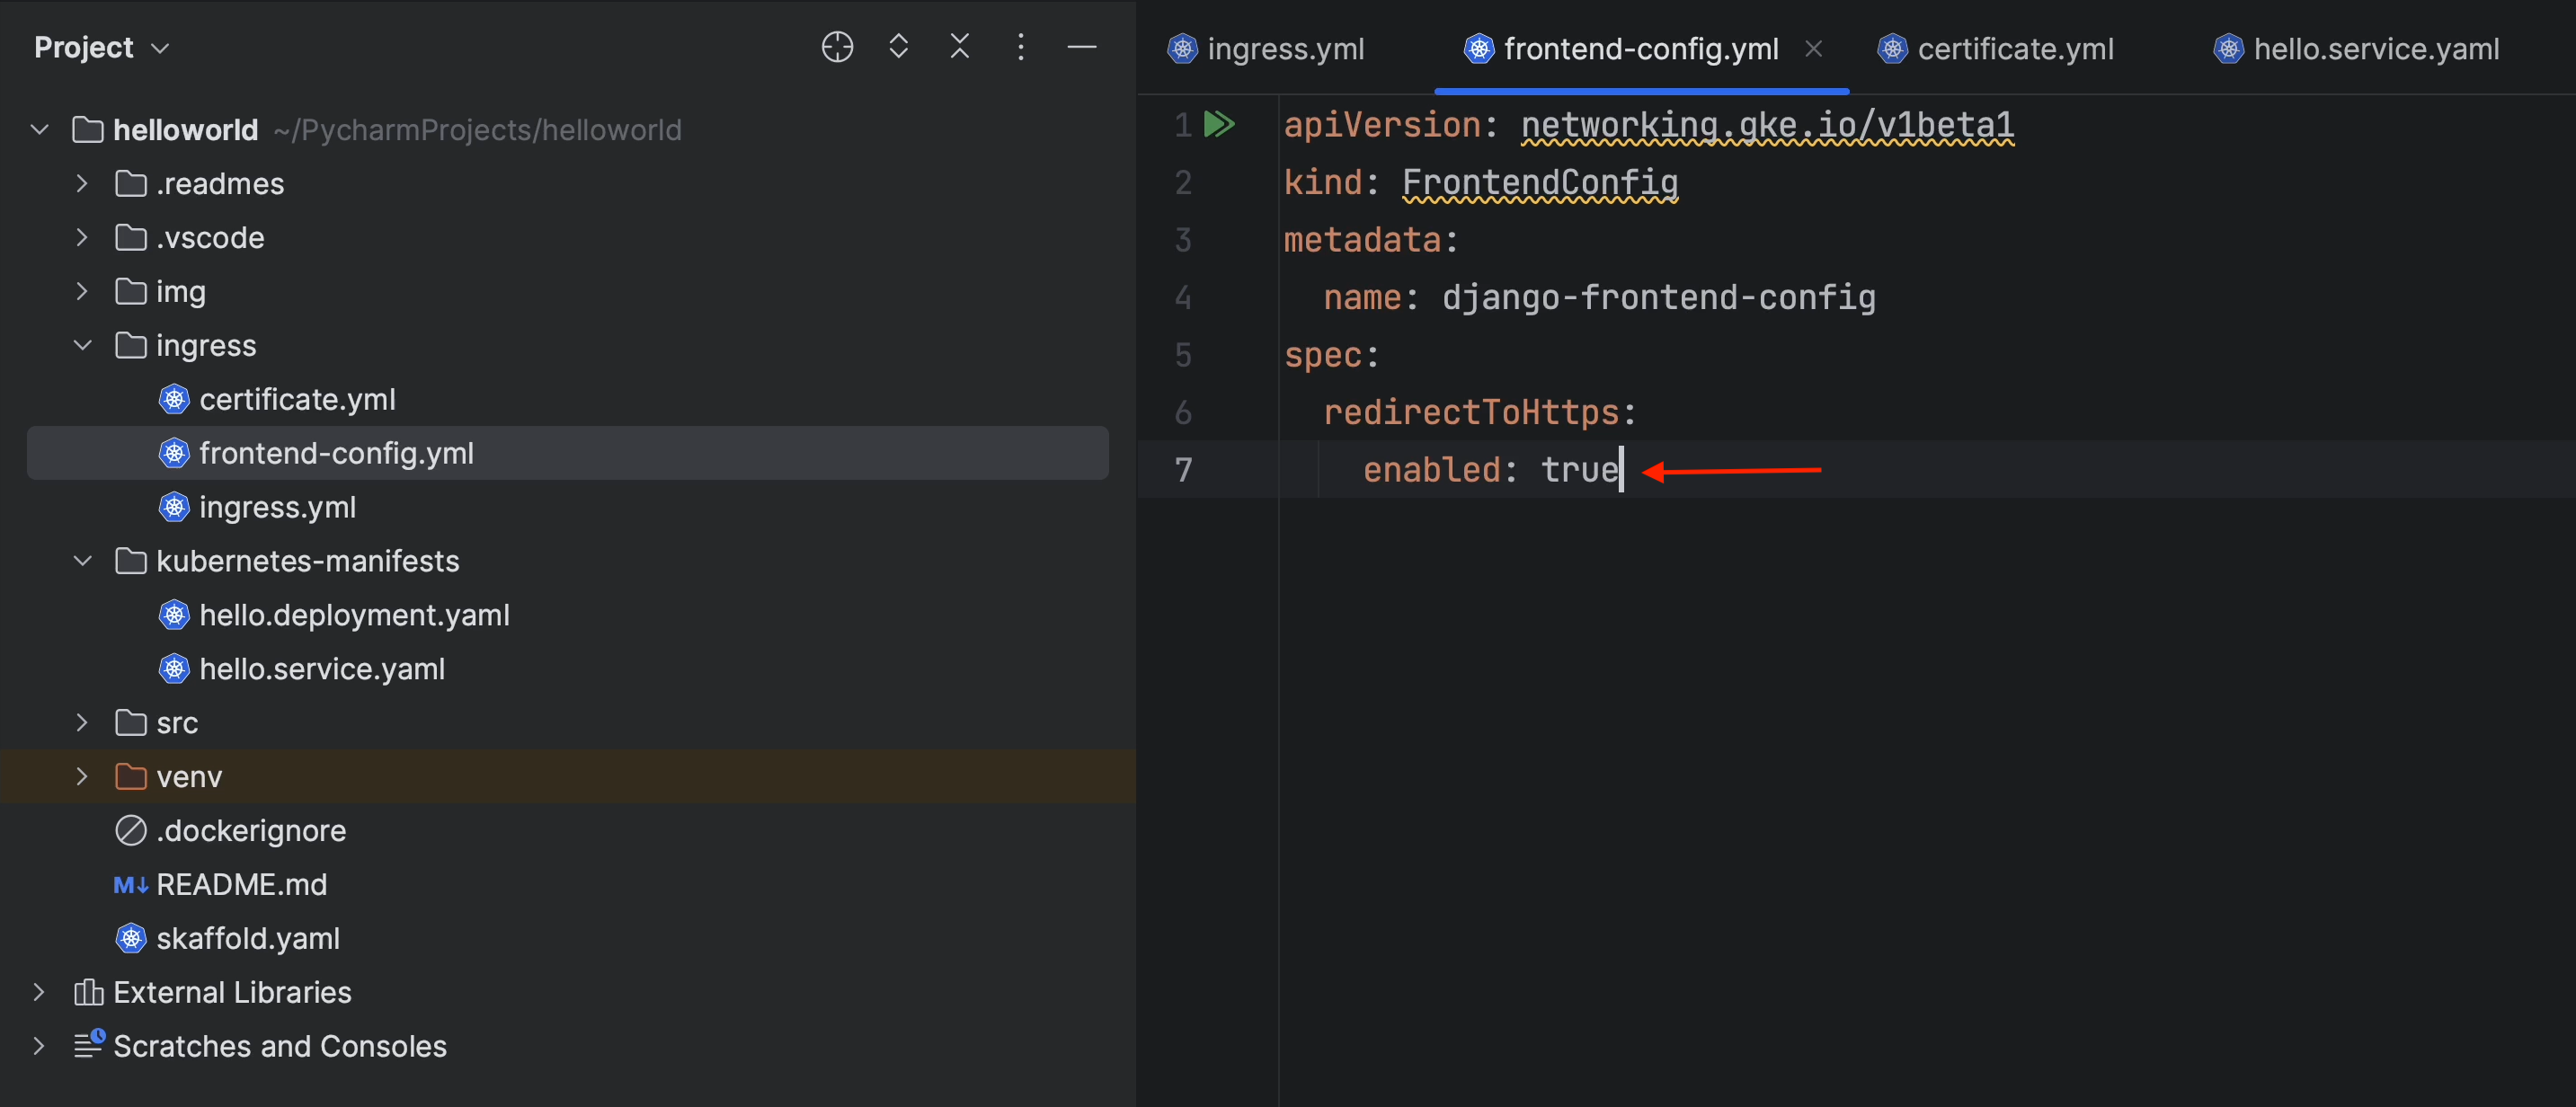 Project
helloworld ~/PycharmProjects/helloworld
.readmes
.vscode
img
ingress
certificate.yml
frontend-config.yml
ingress.yml
kubernetes-manifests
hello.deployment.yaml
hello.service.yaml
src
venv
.dockerignore
M↓ README.md
skaffold.yaml
External Libraries
Scratches and Consoles
ingress.yml frontend-config.yml certificate.yml hello.service.yaml
1 apiVersion: networking.gke.io/v1beta1
2 kind: FrontendConfig
3 metadata:
4   name: django-frontend-config
5 spec:
6   redirectToHttps:
7     enabled: true